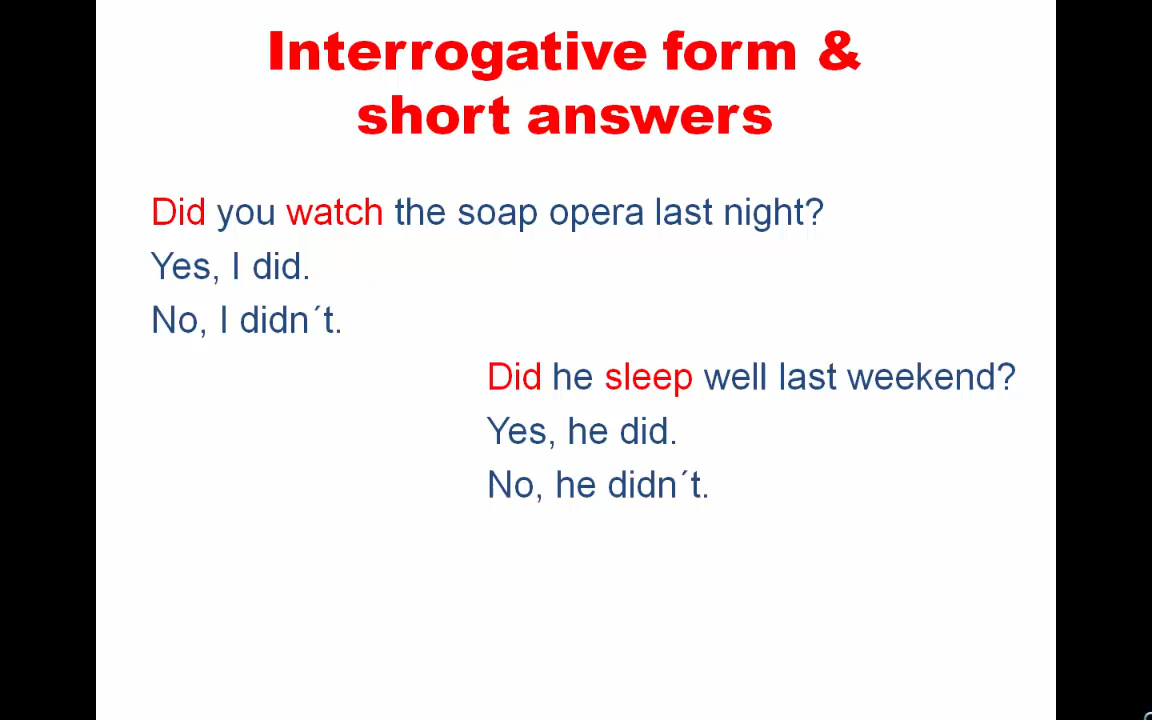 Interrogative form &
short answers
Did you watch the soap opera last night?
Yes, I did.
No, I didn´t.
Did he sleep well last weekend?
Yes, he did.
No, he didn´t.